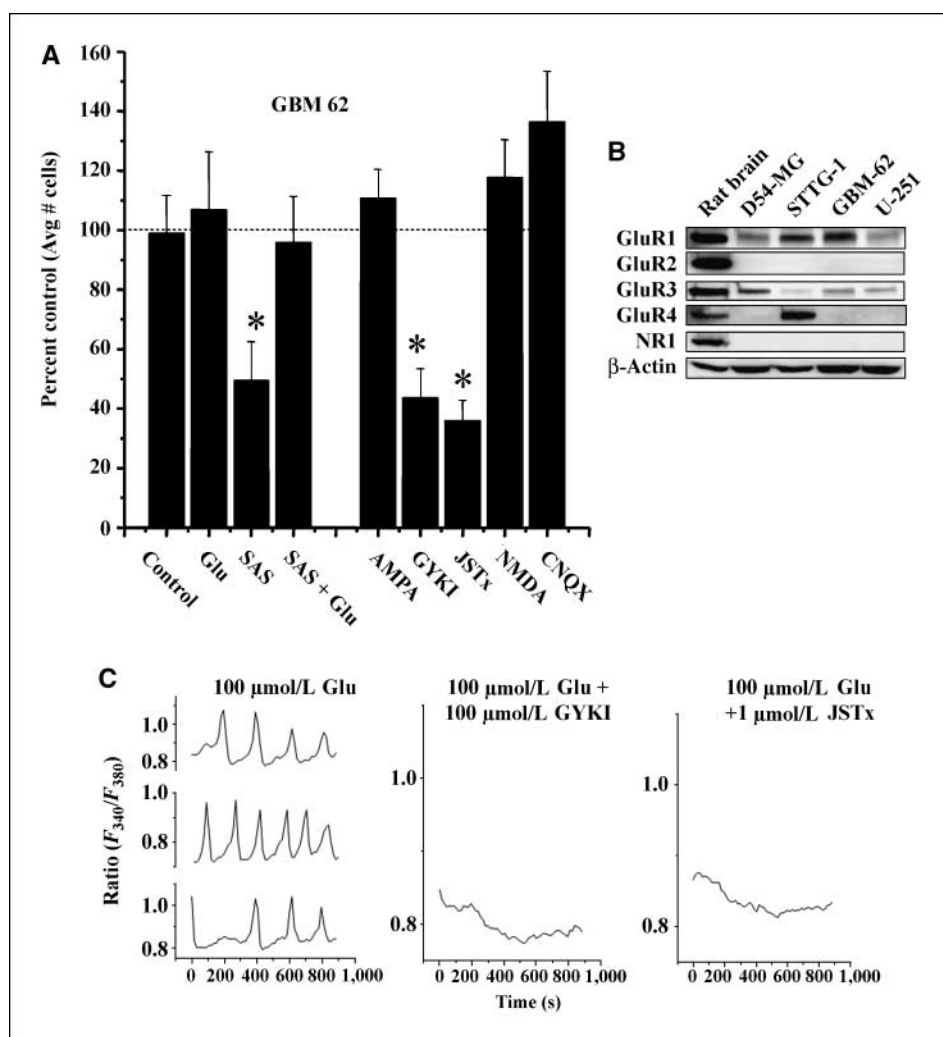 A
160
140
120
100
80
60
40
20
0
Percent control (Avg # cells)
GBM 62
*
*
*
Control
Glu
SAS
SAS + Glu
AMPA
GYKI
JSTx
NMDA
CNQX
B
Rat brain
D54-MG
STTG-1
GBM-62
U-251
GluR1
GluR2
GluR3
GluR4
NR1
β-Actin
C
100 μmol/L Glu
1.0
0.8
1.0
0.8
1.0
0.8
Ratio (F340/F380)
0 200 400 600 800 1,000
100 μmol/L Glu +
100 μmol/L GYKI
1.0
0.8
0 200 400 600 800 1,000
Time (s)
100 μmol/L Glu
+1 μmol/L JSTx
1.0
0.8
0 200 400 600 800 1,000